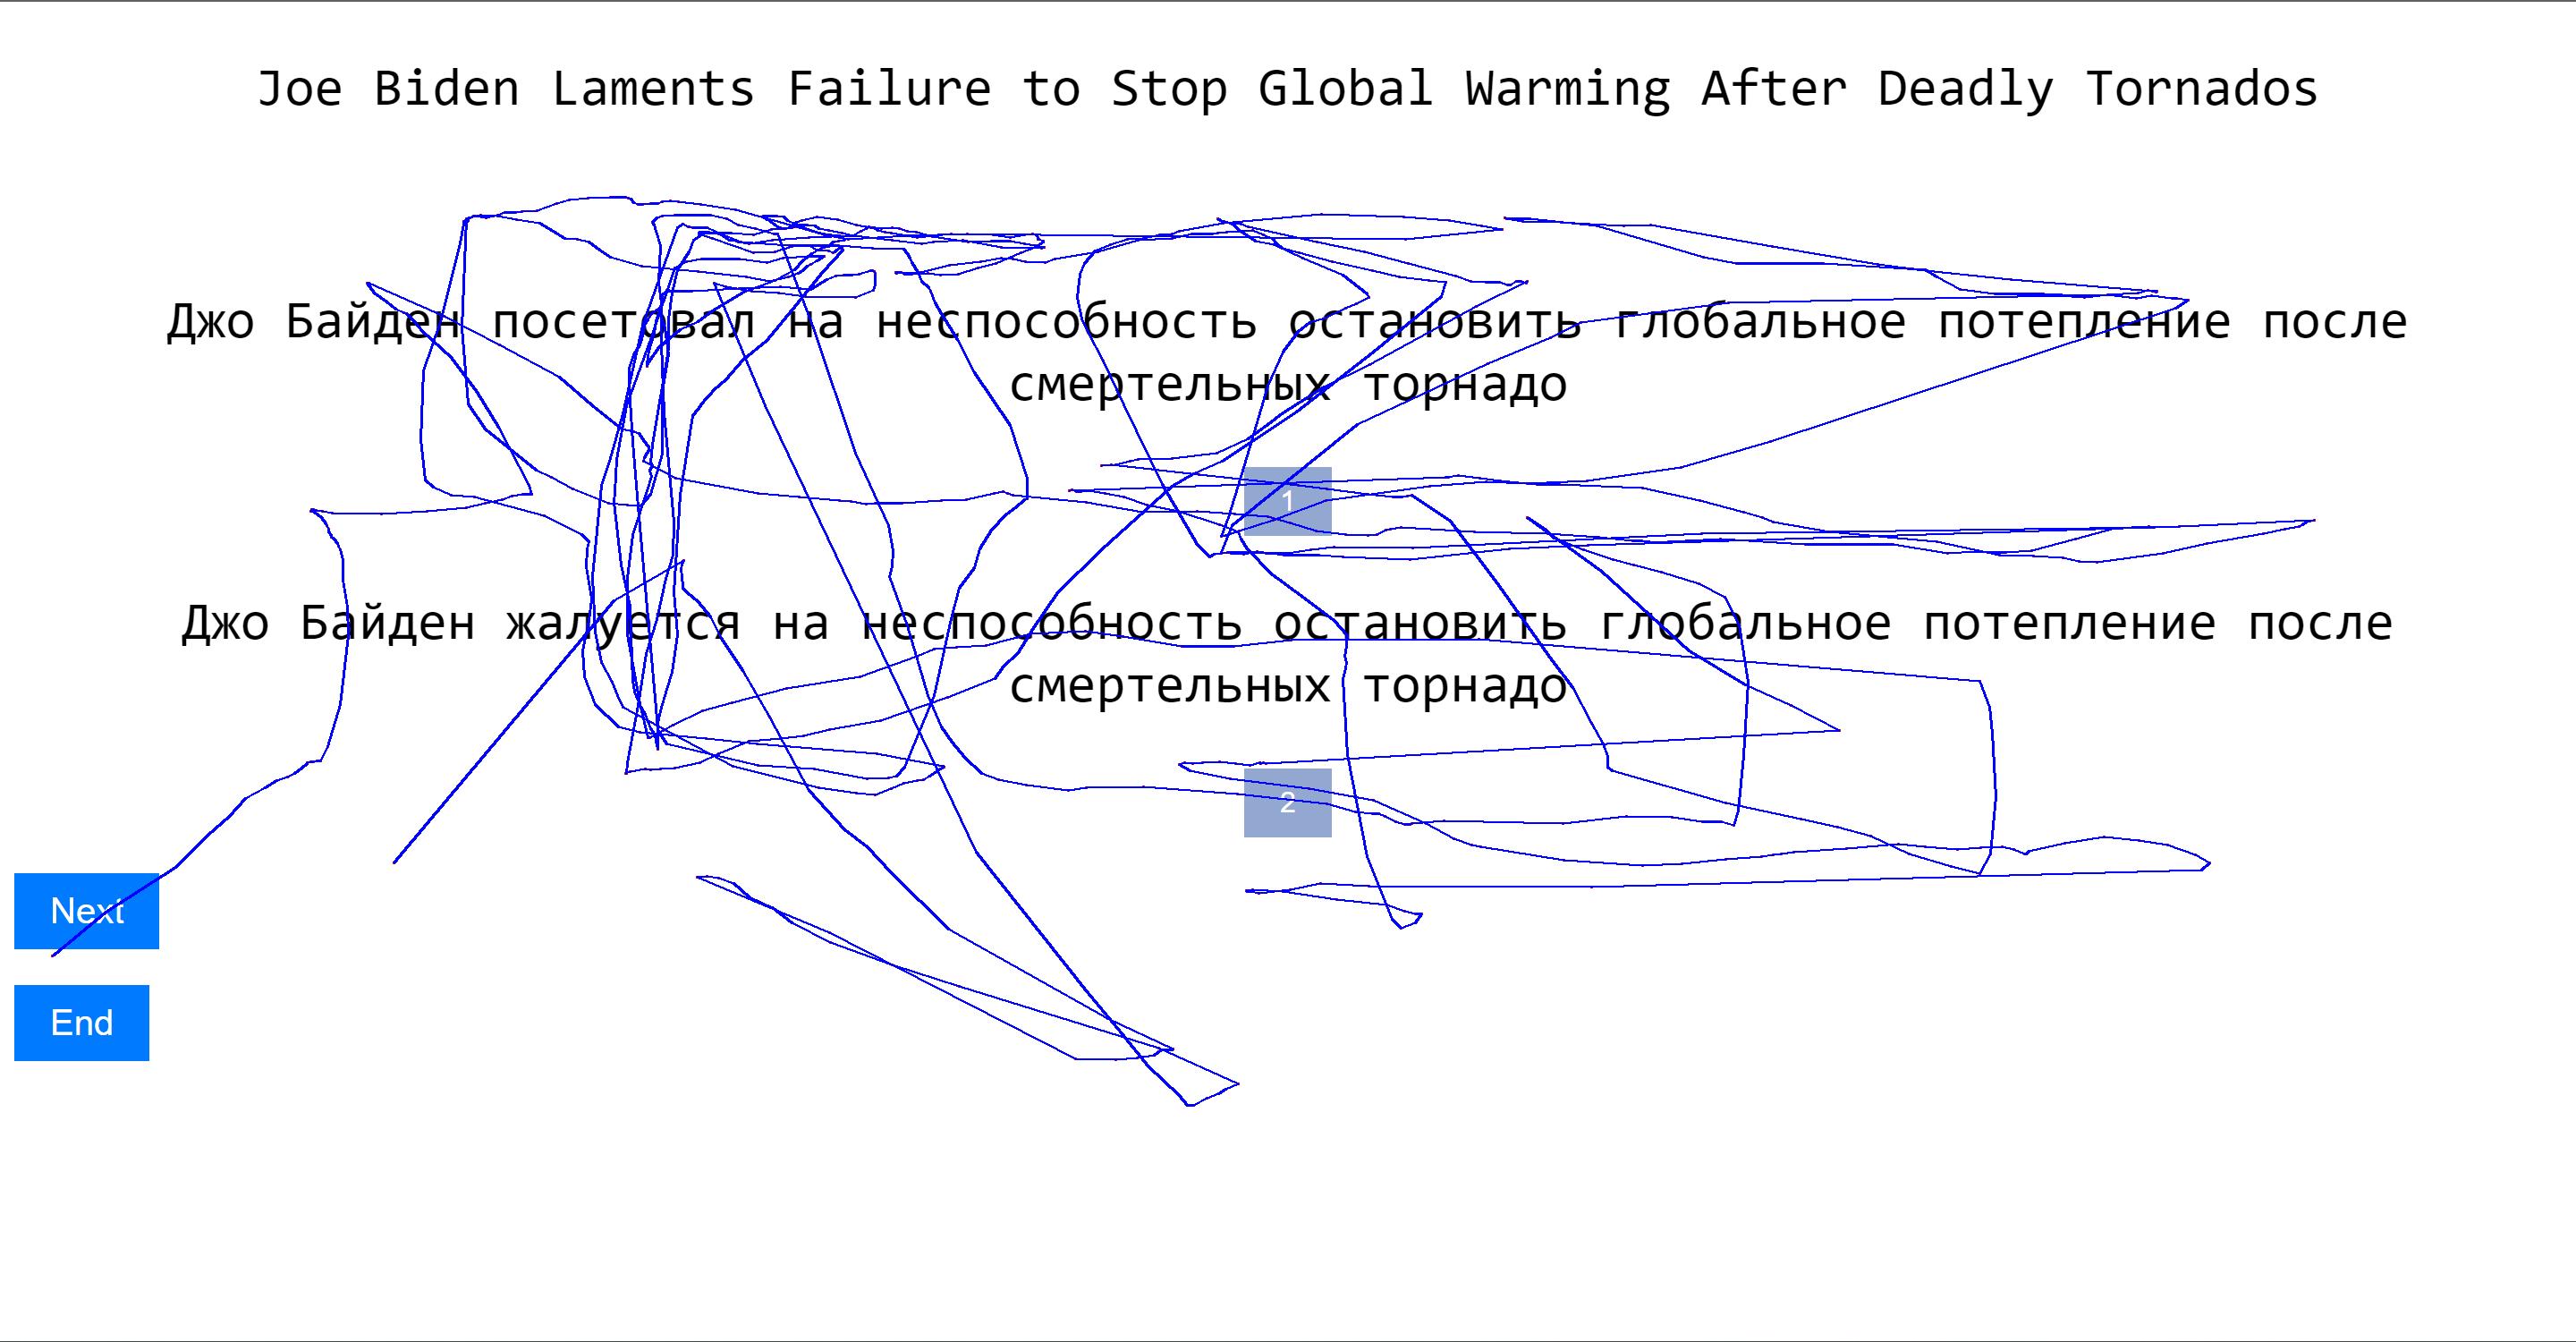 Joe Biden Laments Failure to Stop Global Warming After Deadly Tornados
Джо Байден посетовал на неспособность остановить глобальное потепление после
смертельных торнадо
1
Джо Байден жалуется на неспособность остановить глобальное потепление после
смертельных торнадо
2
Next
End